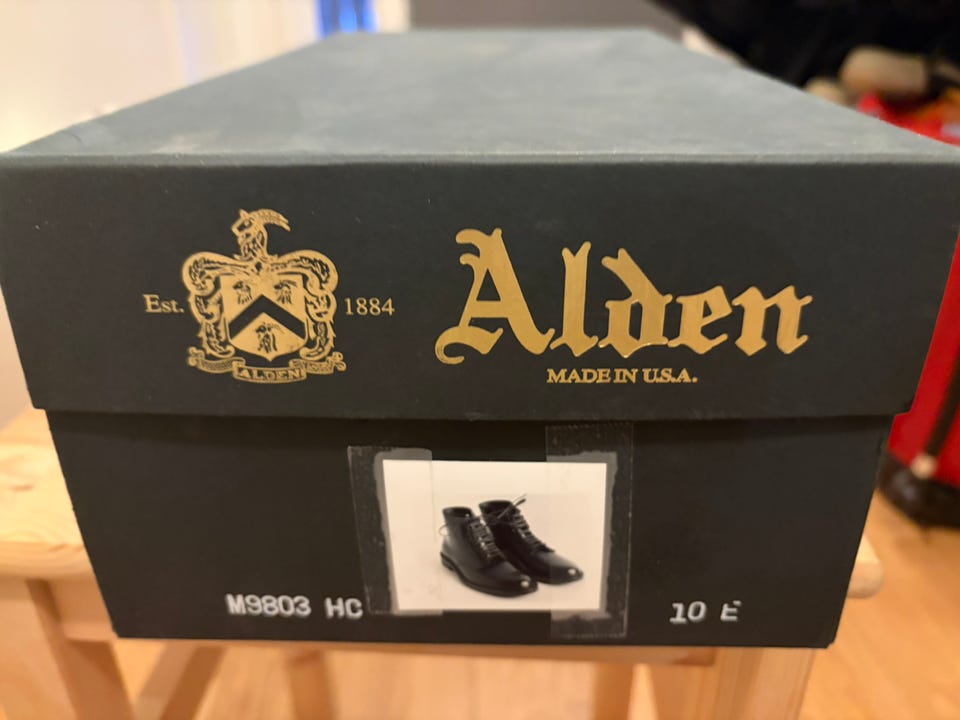 Est. 1884
ALDEN
Alden
MADE IN U.S.A.
M9803 HC
10 E